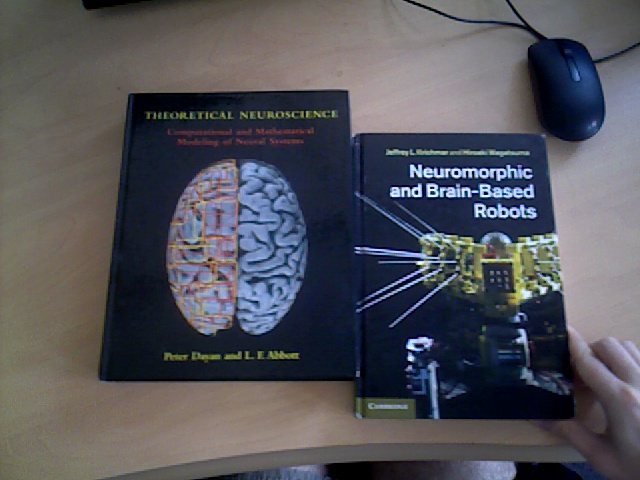 THEORETICAL NEUROSCIENCE
Computational and Mathematical
Modeling of Neural Systems
Peter Dayan and L. F. Abbott
Jeffrey L. Krichmar and Hiroaki Wagatsuma
Neuromorphic
and Brain-Based
Robots
CAMBRIDGE